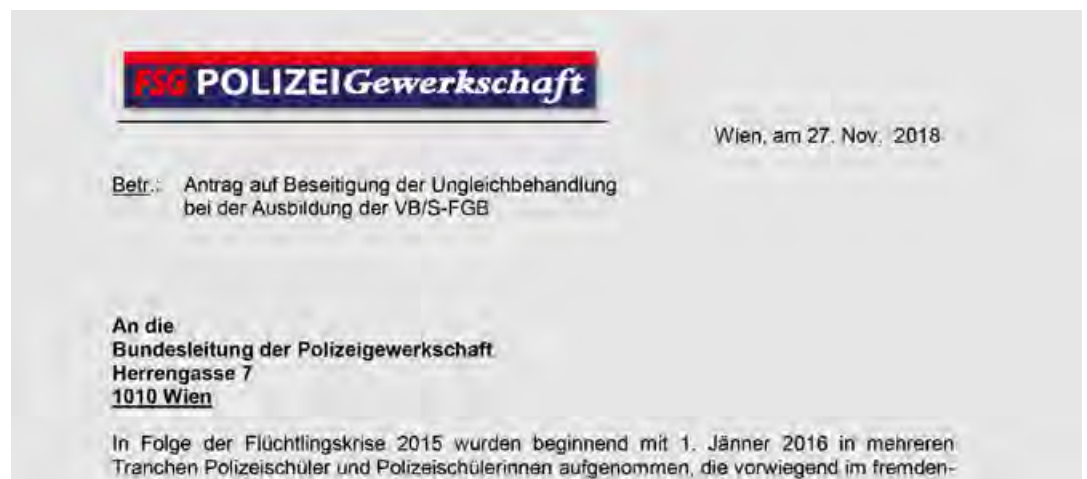 FSG POLIZEIGewerkschaft
Wien, am 27. Nov. 2018
Betr.: Antrag auf Beseitigung der Ungleichbehandlung
bei der Ausbildung der VB/S-FGB
An die
Bundesleitung der Polizeigewerkschaft
Herrengasse 7
1010 Wien
In Folge der Flüchtlingskrise 2015 wurden beginnend mit 1. Jänner 2016 in mehreren
Tranchen Polizeischüler und Polizeischülerinnen aufgenommen, die vorwiegend im fremden-